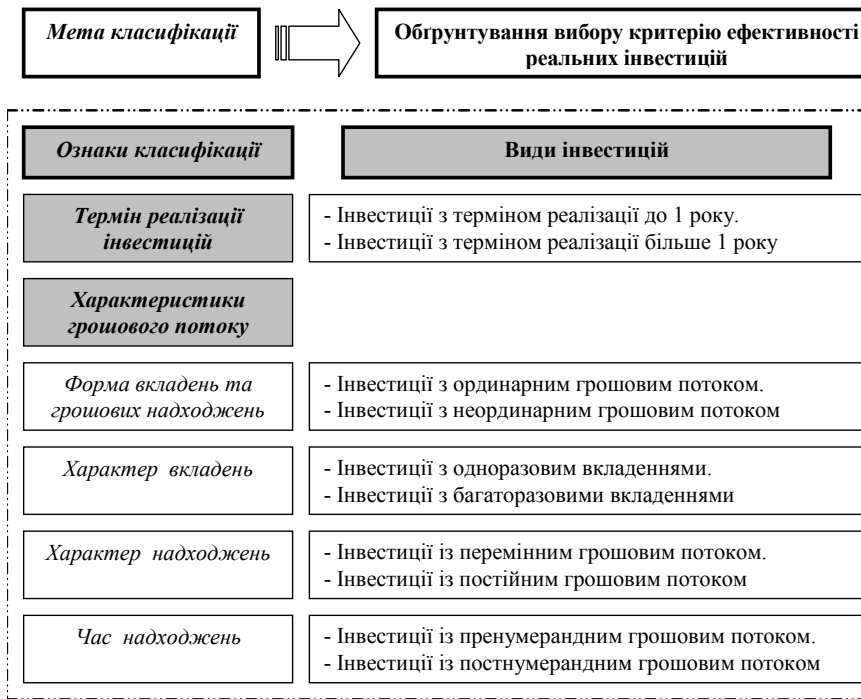 Мета класифікації
Обґрунтування вибору критерію ефективності
реальних інвестицій
Ознаки класифікації
Види інвестицій
Термін реалізації
інвестицій
- Інвестиції з терміном реалізації до 1 року.
- Інвестиції з терміном реалізації більше 1 року
Характеристики
грошового потоку
Форма вкладень та
грошових надходжень
- Інвестиції з ординарним грошовим потоком.
- Інвестиції з неординарним грошовим потоком
Характер вкладень
- Інвестиції з одноразовим вкладеннями.
- Інвестиції з багаторазовими вкладеннями
Характер надходжень
- Інвестиції із перемінним грошовим потоком.
- Інвестиції із постійним грошовим потоком
Час надходжень
- Інвестиції із пренумерандним грошовим потоком.
- Інвестиції із постнумерандним грошовим потоком